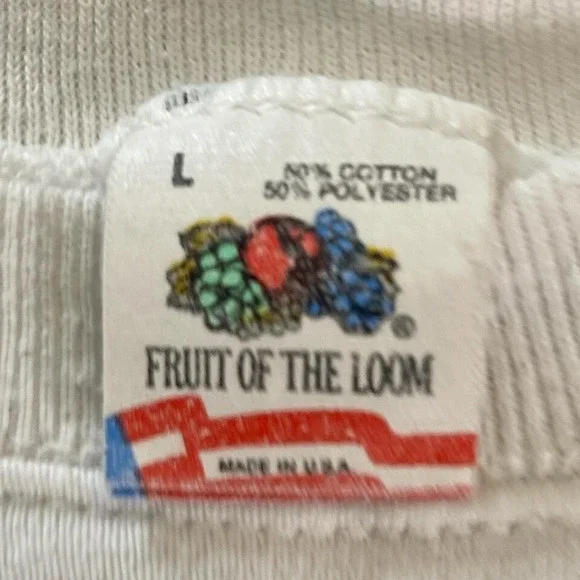 L
50% COTTON
50% POLYESTER
®
FRUIT OF THE LOOM
MADE IN U.S.A.